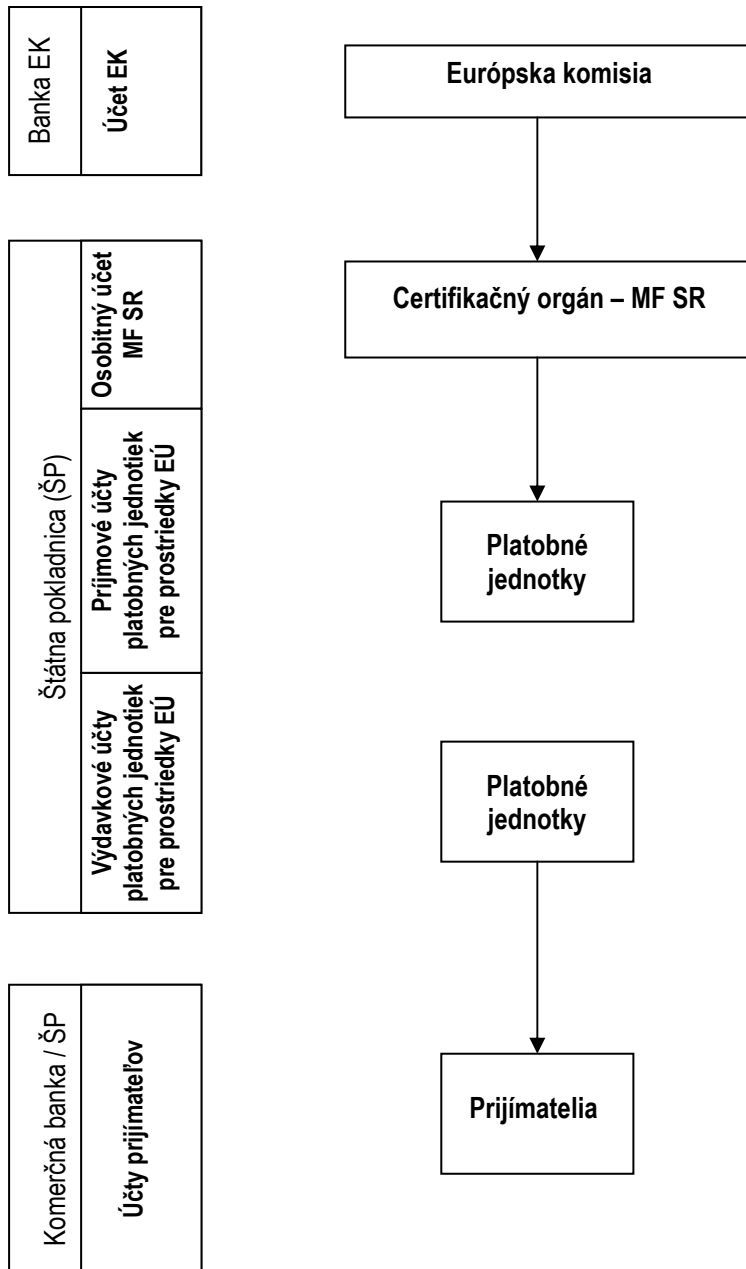 Banka EK
Účet EK
Európska komisia
Štátna pokladnica (ŠP)
Osobitný účet
MF SR
Certifikačný orgán – MF SR
Príjmové účty
platobných jednotiek
pre prostriedky EÚ
Platobné
jednotky
Výdavkové účty
platobných jednotiek
pre prostriedky EÚ
Platobné
jednotky
Komerčná banka / ŠP
Účty prijímateľov
Prijímatelia